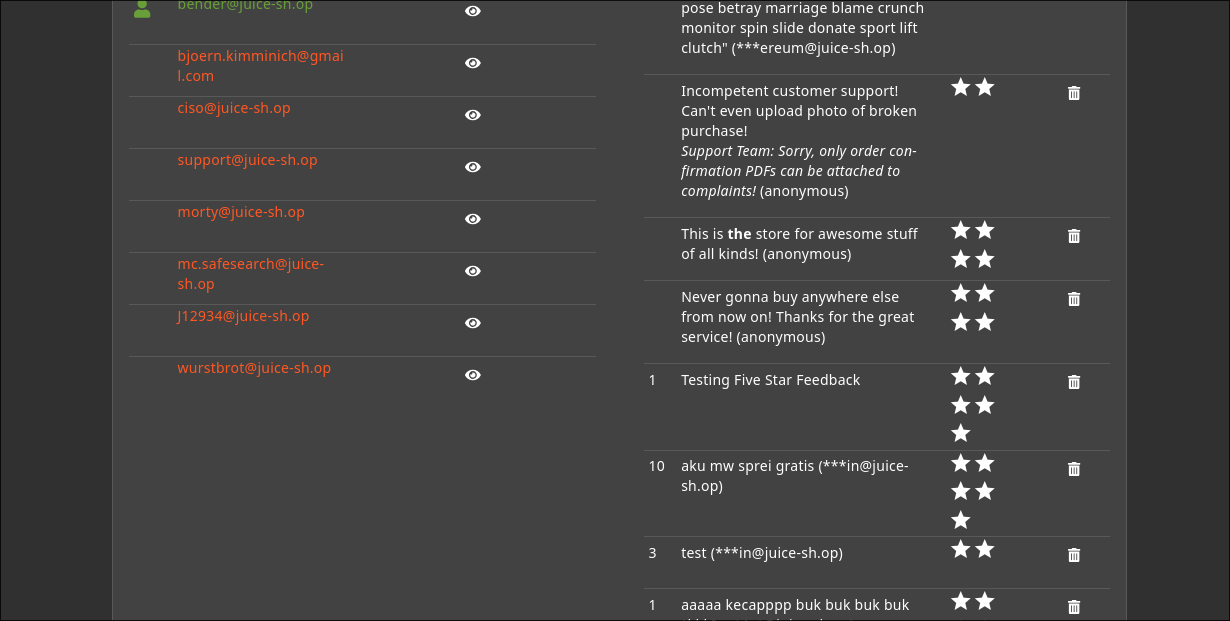 bender@juice-sh.op
bjoern.kimminich@gmai
l.com
ciso@juice-sh.op
support@juice-sh.op
morty@juice-sh.op
mc.safesearch@juice-
sh.op
J12934@juice-sh.op
wurstbrot@juice-sh.op
pose betray marriage blame crunch
monitor spin slide donate sport lift
clutch" (***ereum@juice-sh.op)
Incompetent customer support!
Can't even upload photo of broken
purchase!
Support Team: Sorry, only order con-
firmation PDFs can be attached to
complaints! (anonymous)
This is the store for awesome stuff
of all kinds! (anonymous)
Never gonna buy anywhere else
from now on! Thanks for the great
service! (anonymous)
1 Testing Five Star Feedback
10 aku mw sprei gratis (***in@juice-
sh.op)
3 test (***in@juice-sh.op)
1 aaaaa kecapppp buk buk buk buk